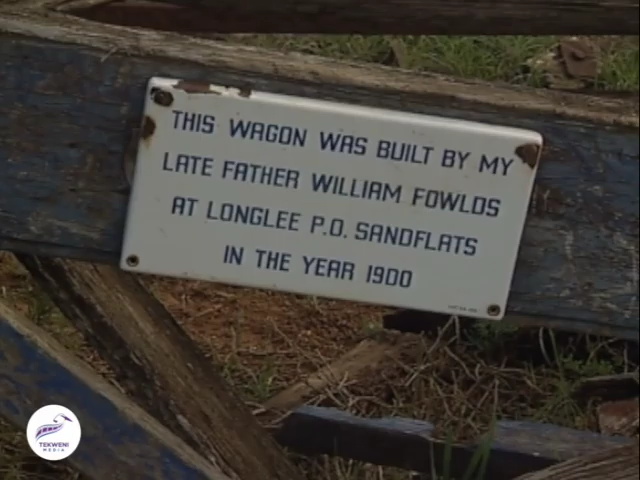 THIS WAGON WAS BUILT BY MY
LATE FATHER WILLIAM FOWLDS
AT LONGLEE P.O. SANDFLATS
IN THE YEAR 1900
TEKWENI
MEDIA